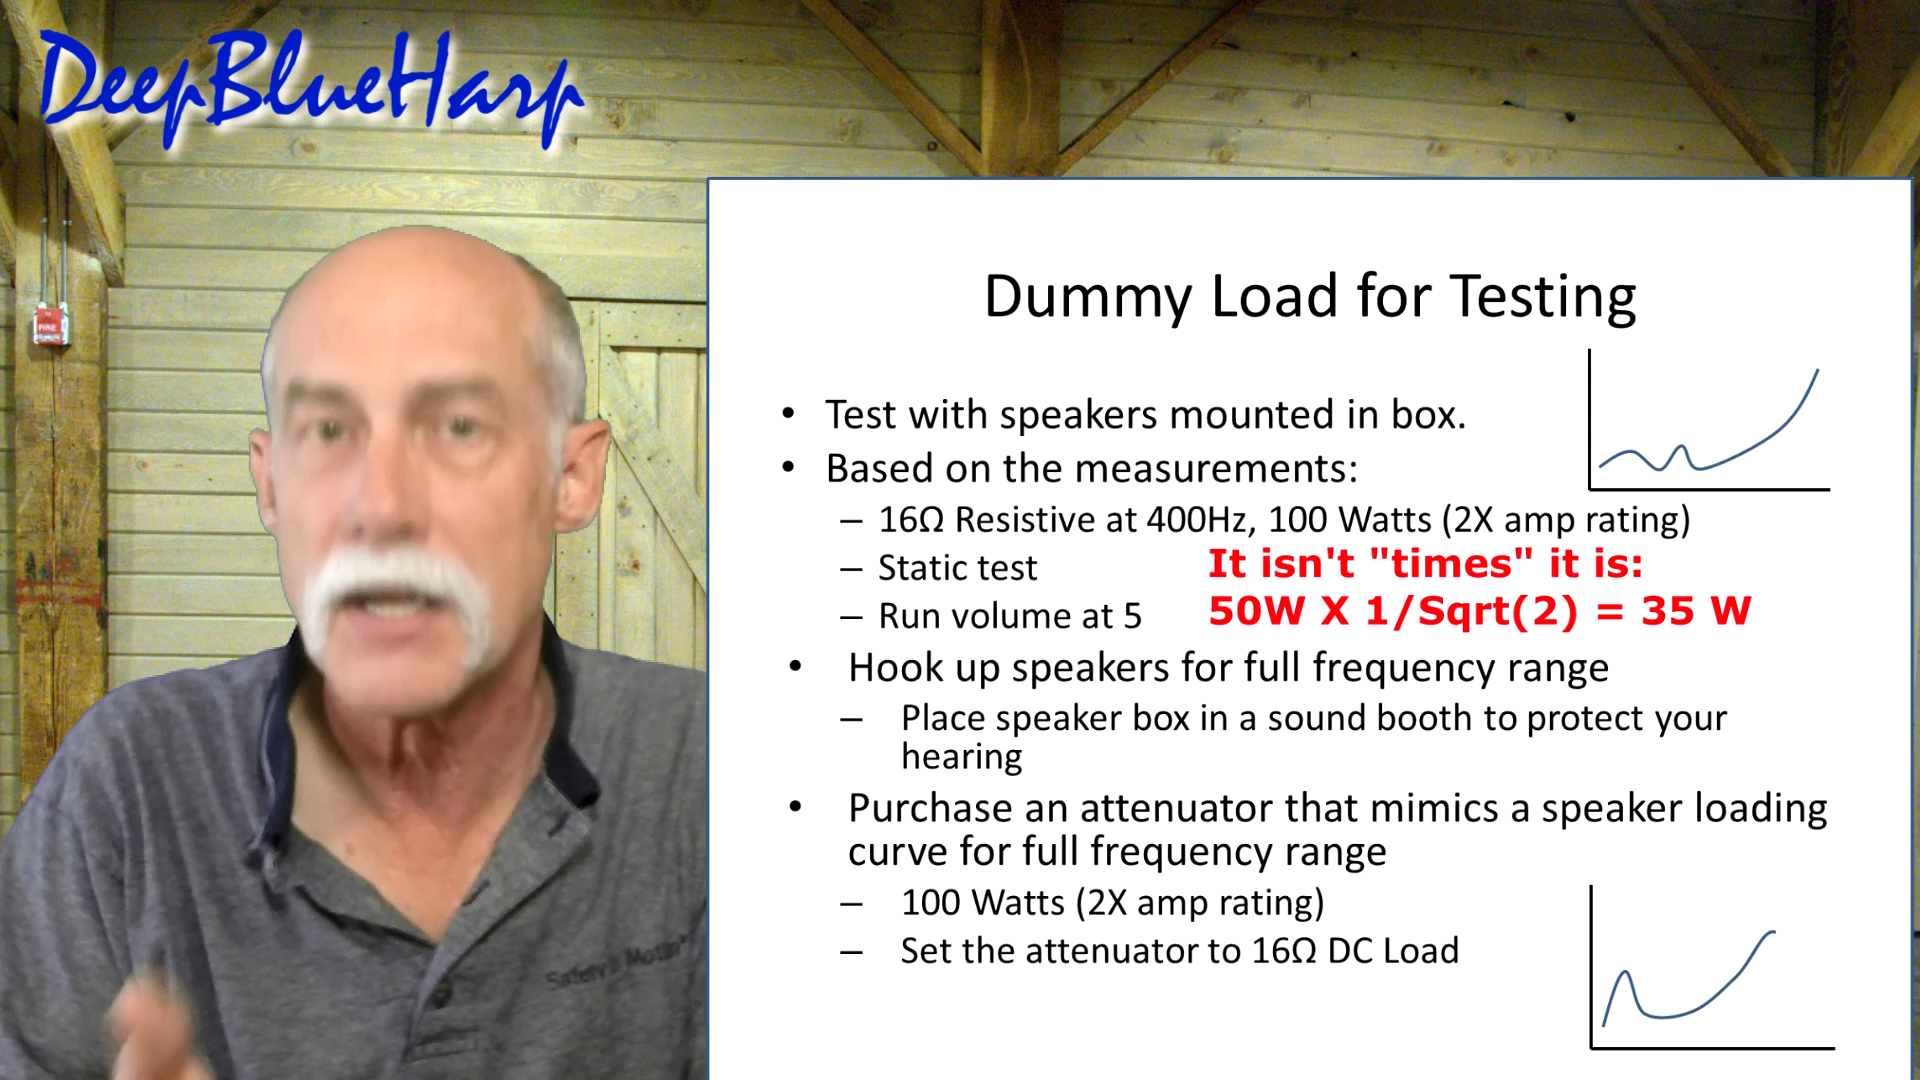 DeepBlueHarp
FIRE
Dummy Load for Testing
• Test with speakers mounted in box.
• Based on the measurements:
– 16Ω Resistive at 400Hz, 100 Watts (2X amp rating)
– Static test
It isn't "times" it is:
– Run volume at 5
50W X 1/Sqrt(2) = 35 W
• Hook up speakers for full frequency range
– Place speaker box in a sound booth to protect your
hearing
• Purchase an attenuator that mimics a speaker loading
curve for full frequency range
– 100 Watts (2X amp rating)
– Set the attenuator to 16Ω DC Load